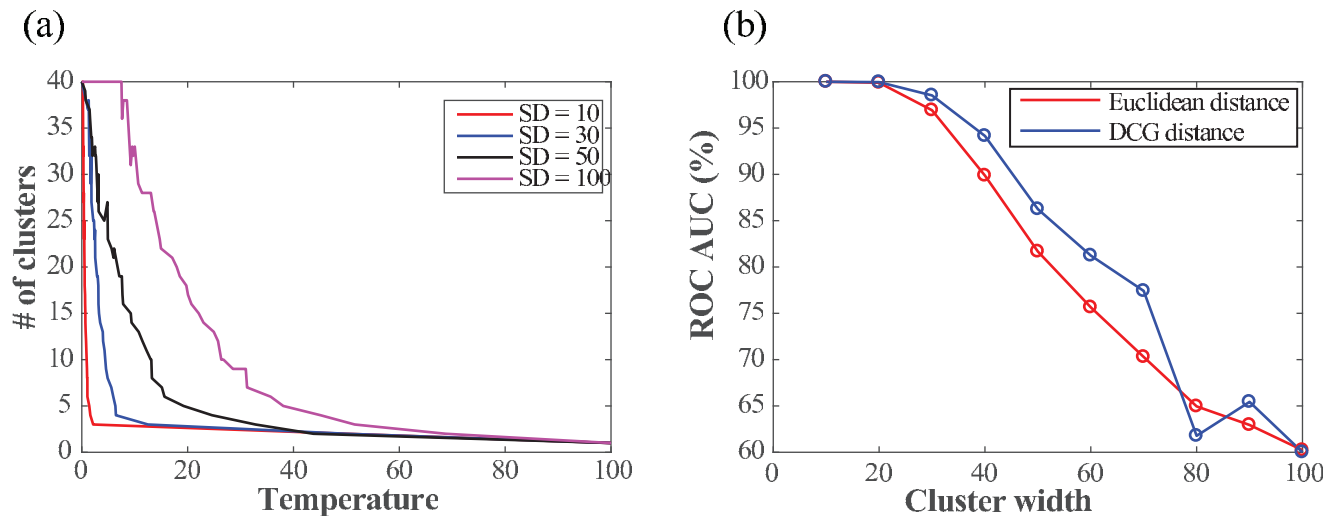 (a)
(b)
40
35
30
25
20
15
10
5
0
# of clusters
0 20 40 60 80 100
Temperature
SD = 10
SD = 30
SD = 50
SD = 100
100
95
90
85
80
75
70
65
60
ROC AUC (%)
0 20 40 60 80 100
Cluster width
Euclidean distance
DCG distance